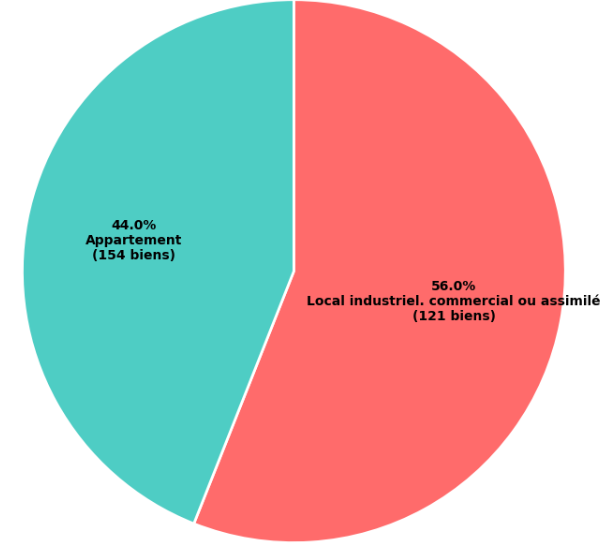 44.0%
Appartement
(154 biens)
56.0%
Local industriel. commercial ou assimilé
(121 biens)